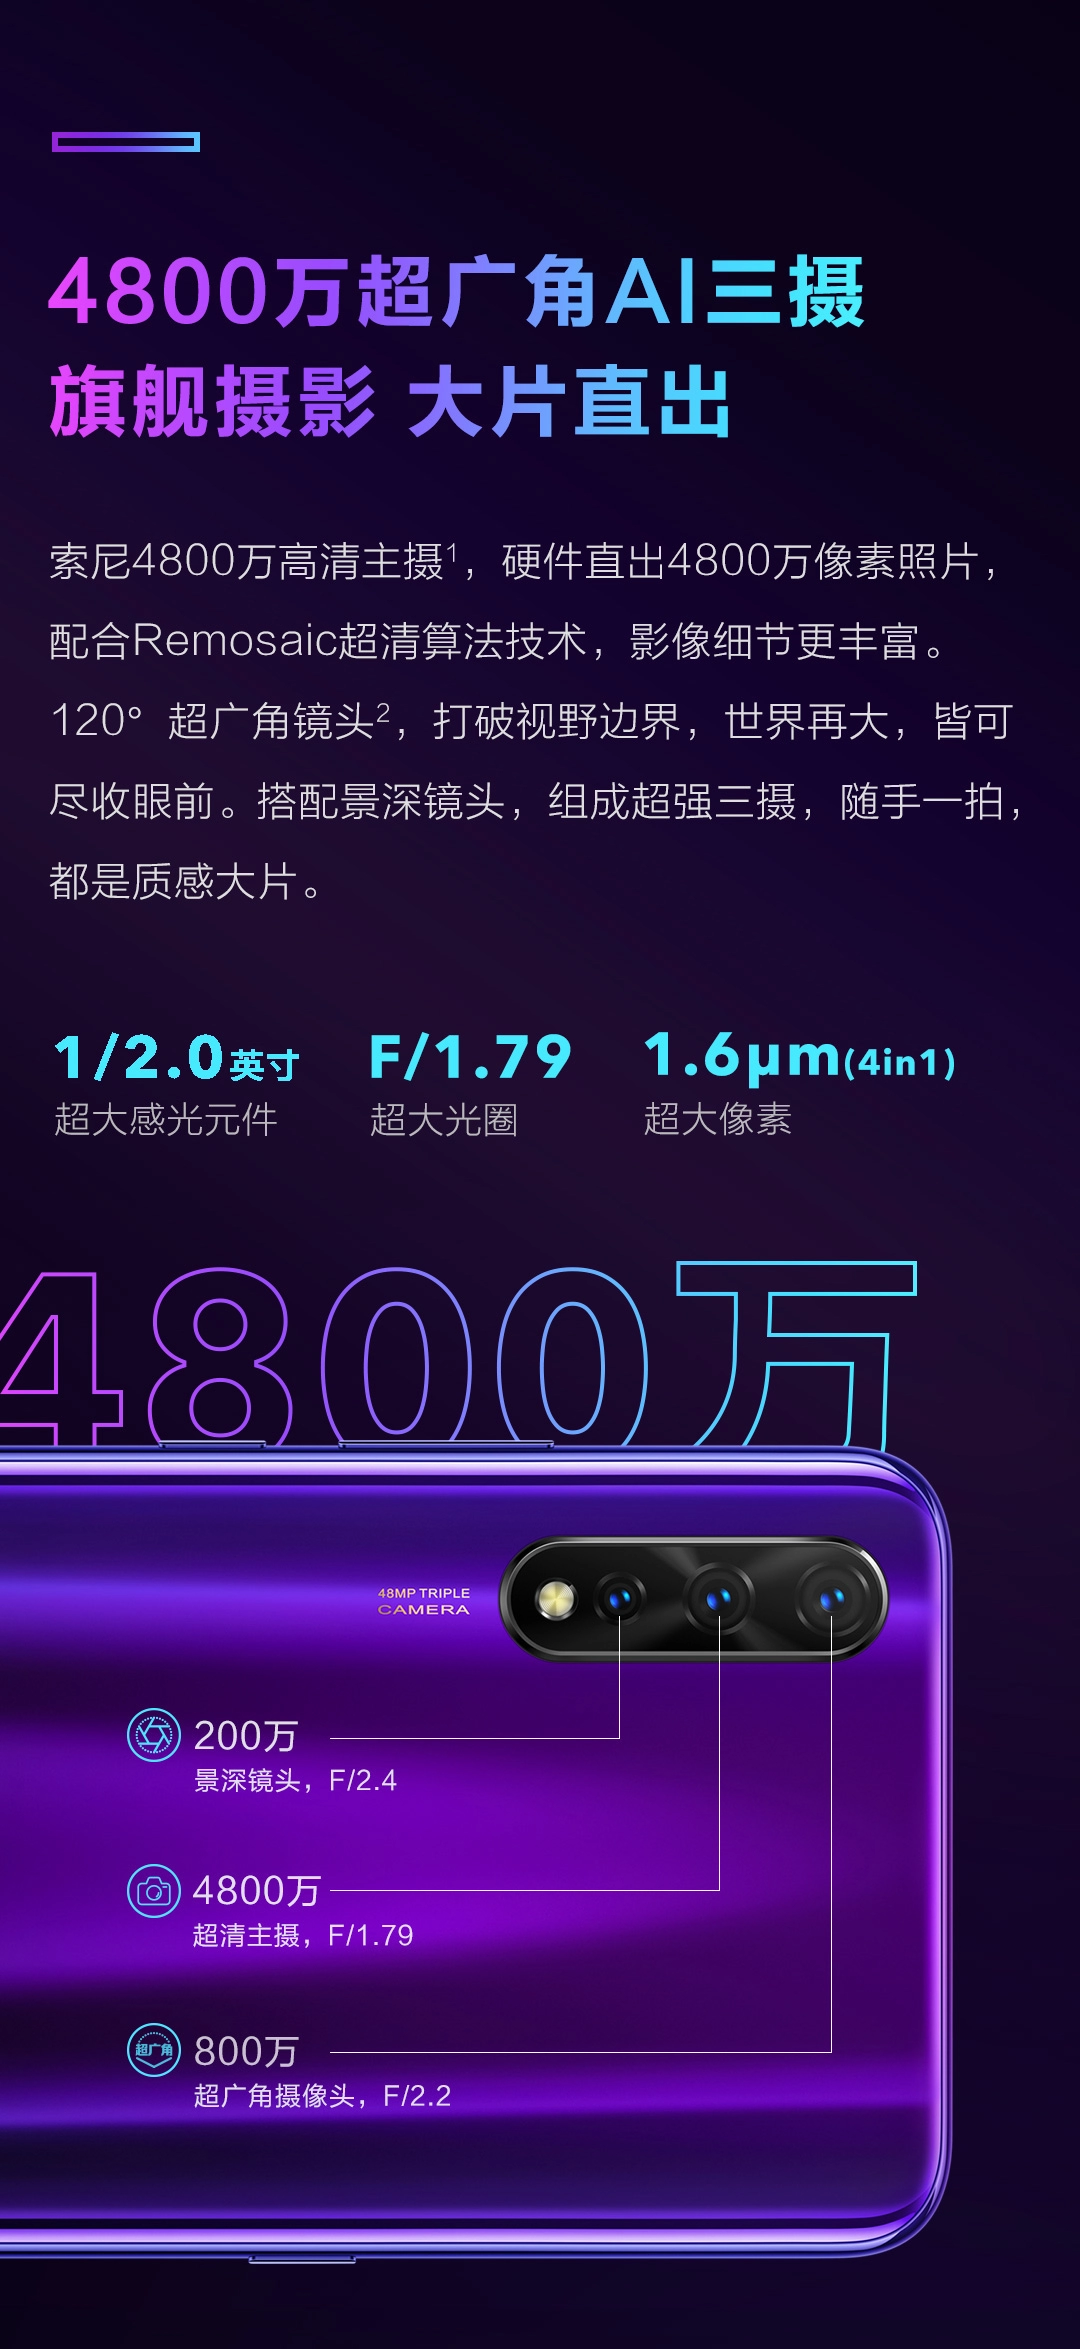 4800万超广角AI三摄
旗舰摄影 大片直出
索尼4800万高清主摄1，硬件直出4800万像素照片，
配合Remosaic超清算法技术，影像细节更丰富。
120° 超广角镜头2，打破视野边界，世界再大，皆可
尽收眼前。搭配景深镜头，组成超强三摄，随手一拍，
都是质感大片。
1/2.0英寸 F/1.79 1.6μm(4in1)
超大感光元件 超大光圈 超大像素
4800万
48MP TRIPLE
CAMERA
200万
景深镜头，F/2.4
4800万
超清主摄，F/1.79
超广角 800万
超广角摄像头，F/2.2